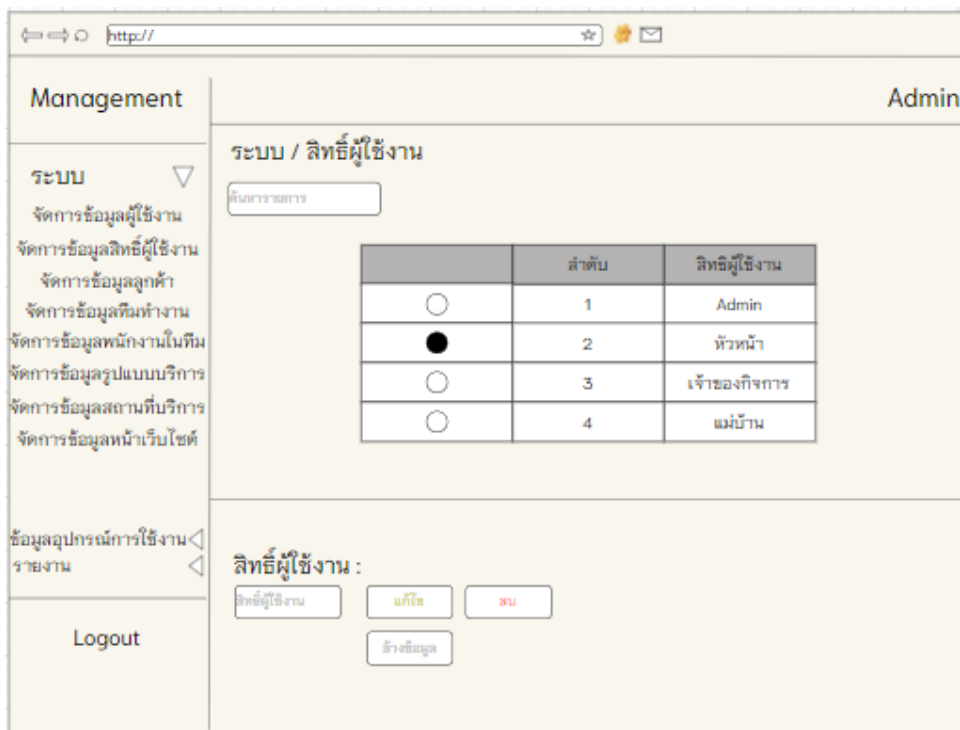 http://
Management
Admin
ระบบ
จัดการข้อมูลผู้ใช้งาน
จัดการข้อมูลสิทธิ์ผู้ใช้งาน
จัดการข้อมูลลูกค้า
จัดการข้อมูลทีมทำงาน
จัดการข้อมูลพนักงานในทีม
จัดการข้อมูลรูปแบบบริการ
จัดการข้อมูลสถานที่บริการ
จัดการข้อมูลหน้าเว็บไซต์
ข้อมูลอุปกรณ์การใช้งาน
รายงาน
Logout
ระบบ / สิทธิ์ผู้ใช้งาน
ค้นหารายการ
ลำดับ สิทธิผู้ใช้งาน
1 Admin
2 หัวหน้า
3 เจ้าของกิจการ
4 แม่บ้าน
สิทธิ์ผู้ใช้งาน :
สิทธิ์ผู้ใช้งาน แก้ไข ลบ
ล้างข้อมูล